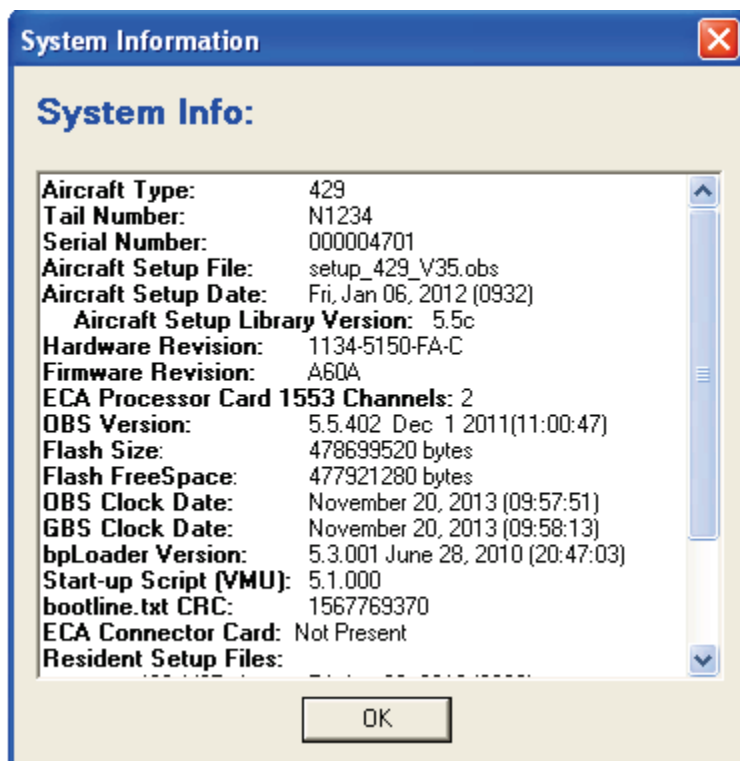 System Information
System Info:
Aircraft Type: 429
Tail Number: N1234
Serial Number: 000004701
Aircraft Setup File: setup_429_V35.obs
Aircraft Setup Date: Fri, Jan 06, 2012 (0932)
Aircraft Setup Library Version: 5.5c
Hardware Revision: 1134-5150-FA-C
Firmware Revision: A60A
ECA Processor Card 1553 Channels: 2
OBS Version: 5.5.402 Dec 1 2011(11:00:47)
Flash Size: 478699520 bytes
Flash FreeSpace: 477921280 bytes
OBS Clock Date: November 20, 2013 (09:57:51)
GBS Clock Date: November 20, 2013 (09:58:13)
bpLoader Version: 5.3.001 June 28, 2010 (20:47:03)
Start-up Script (VMU): 5.1.000
bootline.txt CRC: 1567769370
ECA Connector Card: Not Present
Resident Setup Files:
OK